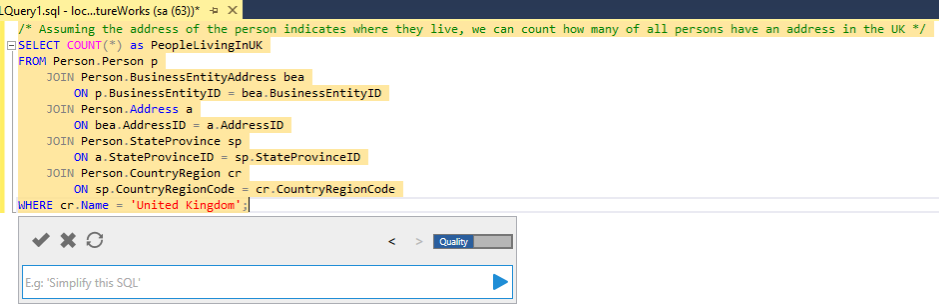 LQuery1.sql - loc...tureWorks (sa (63))*
/* Assuming the address of the person indicates where they live, we can count how many of all persons have an address in the UK */
SELECT COUNT(*) as PeopleLivingInUK
FROM Person.Person p
JOIN Person.BusinessEntityAddress bea
ON p.BusinessEntityID = bea.BusinessEntityID
JOIN Person.Address a
ON bea.AddressID = a.AddressID
JOIN Person.StateProvince sp
ON a.StateProvinceID = sp.StateProvinceID
JOIN Person.CountryRegion cr
ON sp.CountryRegionCode = cr.CountryRegionCode
WHERE cr.Name = 'United Kingdom';
< > Quality
E.g: 'Simplify this SQL'